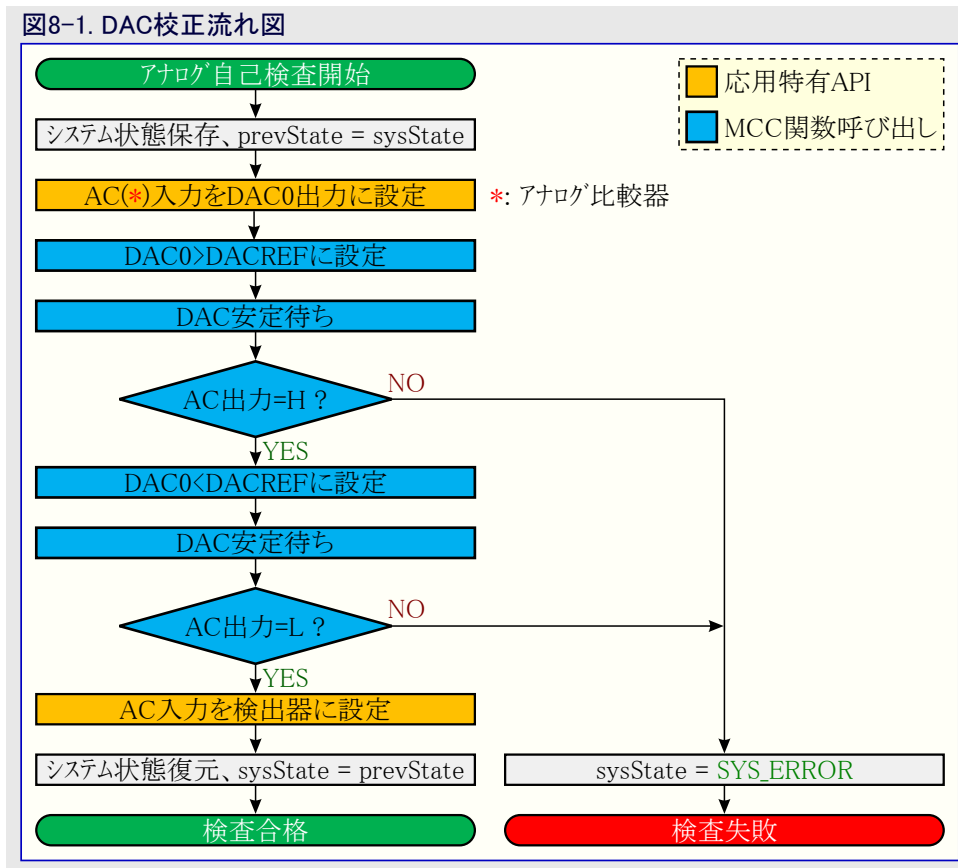 図8-1. DAC校正流れ図
アナログ自己検査開始
応用特有API
MCC関数呼び出し
システム状態保存、prevState = sysState
AC(*)入力をDAC0出力に設定
*: アナログ比較器
DAC0>DACREFに設定
DAC安定待ち
AC出力=H ?
NO
YES
DAC0<DACREFに設定
DAC安定待ち
AC出力=L ?
NO
YES
AC入力を検出器に設定
システム状態復元、sysState = prevState
sysState = SYS_ERROR
検査合格
検査失敗